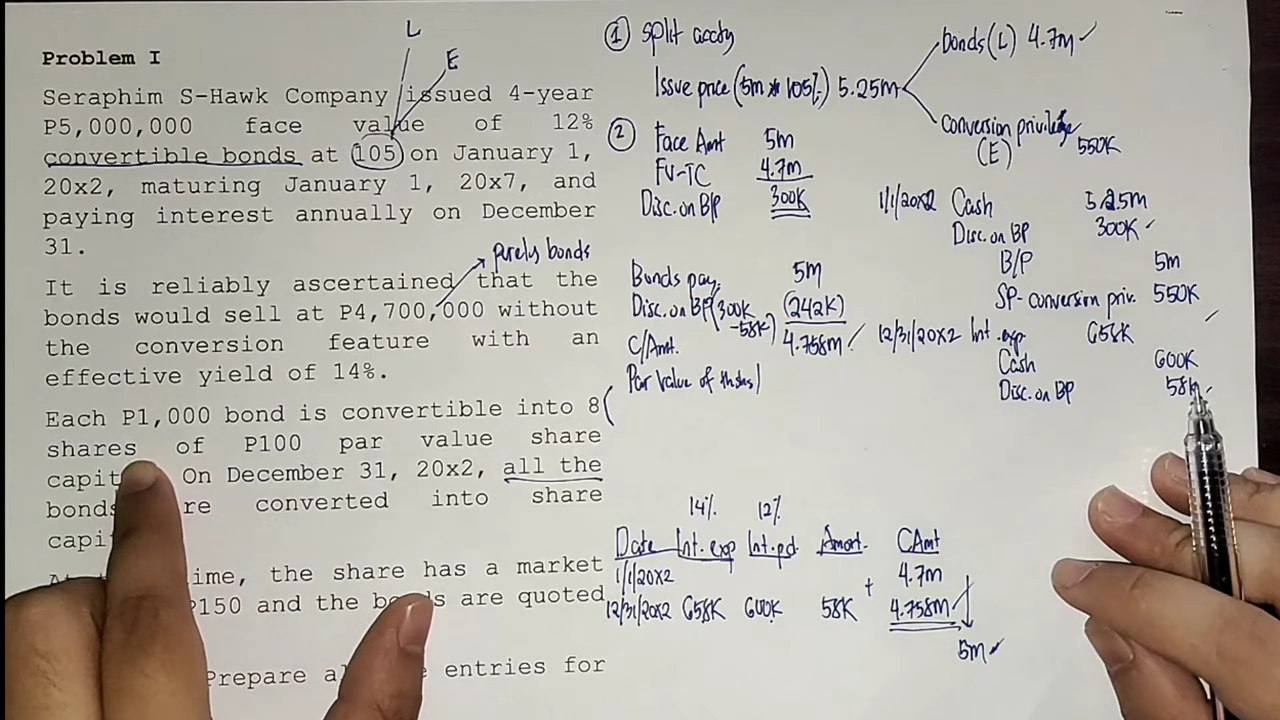 Problem I
Seraphim S-Hawk Company issued 4-year
P5,000,000 face value of 12%
convertible bonds at 105 on January 1,
20x2, maturing January 1, 20x7, and
paying interest annually on December
31.
It is reliably ascertained that the
bonds would sell at P4,700,000 without
the conversion feature with an
effective yield of 14%.
Each P1,000 bond is convertible into 8
shares of P100 par value share
capit On December 31, 20x2, all the
bonds re converted into share
capi
ime, the share has a market
P150 and the bonds are quoted
Prepare al entries for
L
E
purely bonds
① Split acctg
Issue price (5m * 105%) 5.25m
bonds (L) 4.7m ✓
conversion privilege 550K
(E)
② Face Amt 5m
FV-TC 4.7m
Disc. on B/P 300K
1/1/20x2 Cash 5.25m
Disc. on BP 300K ✓
B/P 5m
SP- conversion priv. 550K
Bonds pay. 5m
Disc. on BP (300K -58K) (242K)
C/Amt. 4.758m ✓
Par value of
12/31/20x2 Int. exp 658K
Cash 600K
Disc. on BP 58K ✓
14% 12%
Date Int. exp Int. pd Amort. CAmt
1/1/20x2 4.7m
12/31/20x2 658K 600K 58K + 4.758m
5m ✓